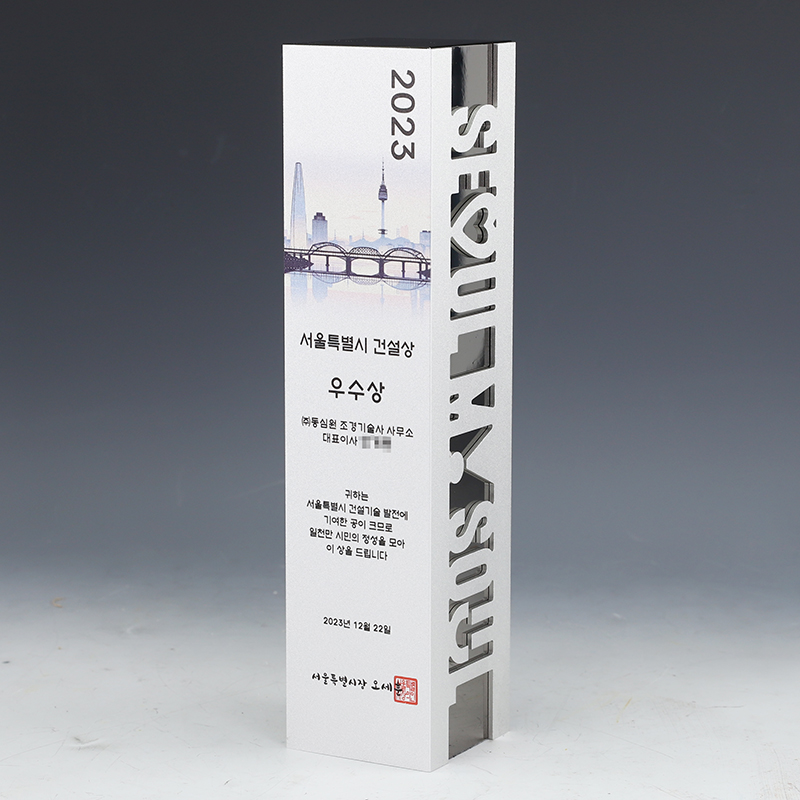 2023
서울특별시 건설상
우수상
㈜동심원 조경기술사 사무소
대표이사
귀하는
서울특별시 건설기술 발전에
기여한 공이 크므로
일천만 시민의 정성을 모아
이 상을 드립니다
2023년 12월 22일
서울특별시장 오세훈
SE♥UL MY SOUL